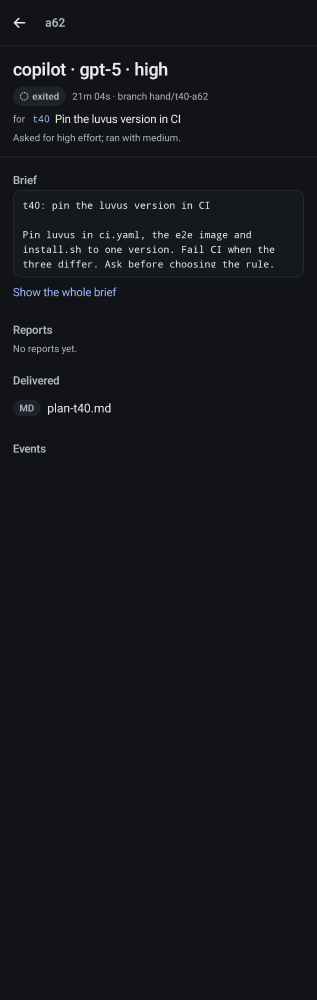 a62
copilot · gpt-5 · high
exited 21m 04s · branch hand/t40-a62
for t40 Pin the luvus version in CI
Asked for high effort; ran with medium.
Brief
t40: pin the luvus version in CI
Pin luvus in ci.yaml, the e2e image and
install.sh to one version. Fail CI when the
three differ. Ask before choosing the rule.
Show the whole brief
Reports
No reports yet.
Delivered
MD plan-t40.md
Events